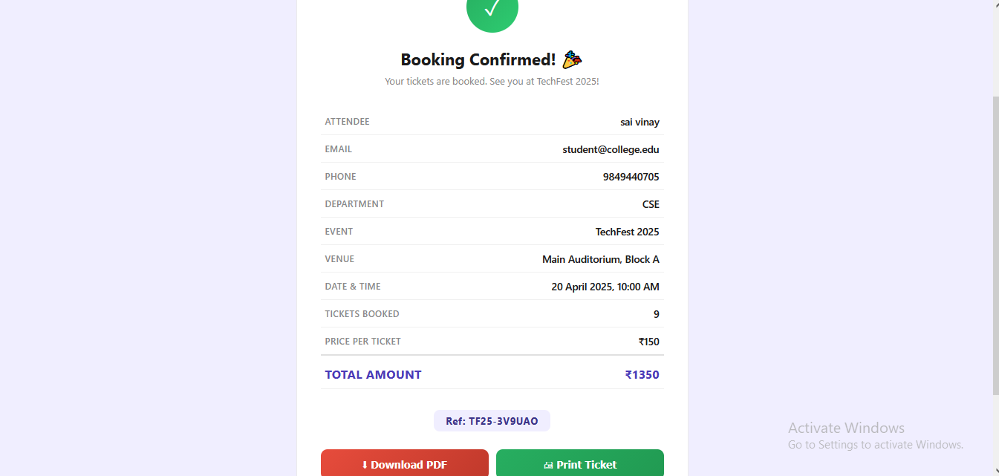 Booking Confirmed! 🎉
Your tickets are booked. See you at TechFest 2025!
ATTENDEE sai vinay
EMAIL student@college.edu
PHONE 9849440705
DEPARTMENT CSE
EVENT TechFest 2025
VENUE Main Auditorium, Block A
DATE & TIME 20 April 2025, 10:00 AM
TICKETS BOOKED 9
PRICE PER TICKET ₹150
TOTAL AMOUNT ₹1350
Ref: TF25-3V9UAO
⬇ Download PDF 🖨 Print Ticket
Activate Windows
Go to Settings to activate Windows.